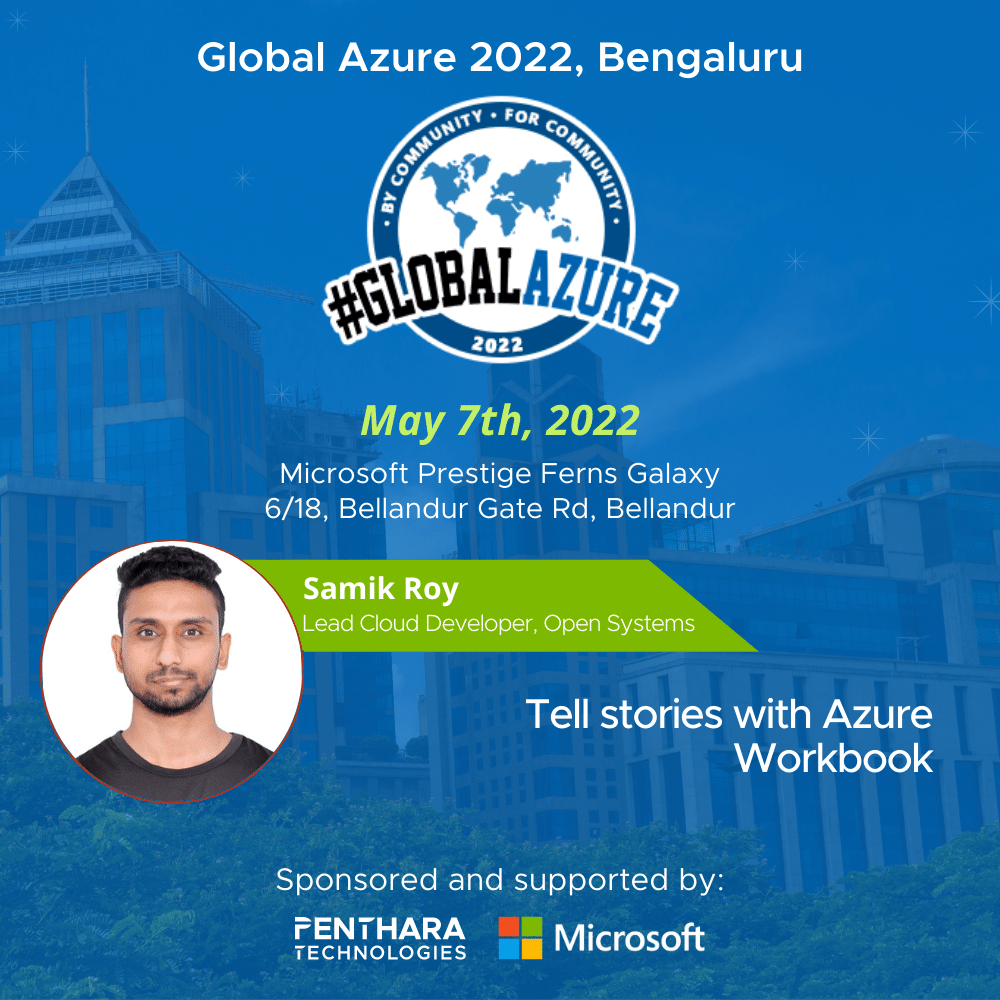 Global Azure 2022, Bengaluru
• BY COMMUNITY • FOR COMMUNITY •
#GLOBALAZURE
2022
May 7th, 2022
Microsoft Prestige Ferns Galaxy
6/18, Bellandur Gate Rd, Bellandur
Samik Roy
Lead Cloud Developer, Open Systems
Tell stories with Azure
Workbook
Sponsored and supported by:
PENTHARA
TECHNOLOGIES
Microsoft